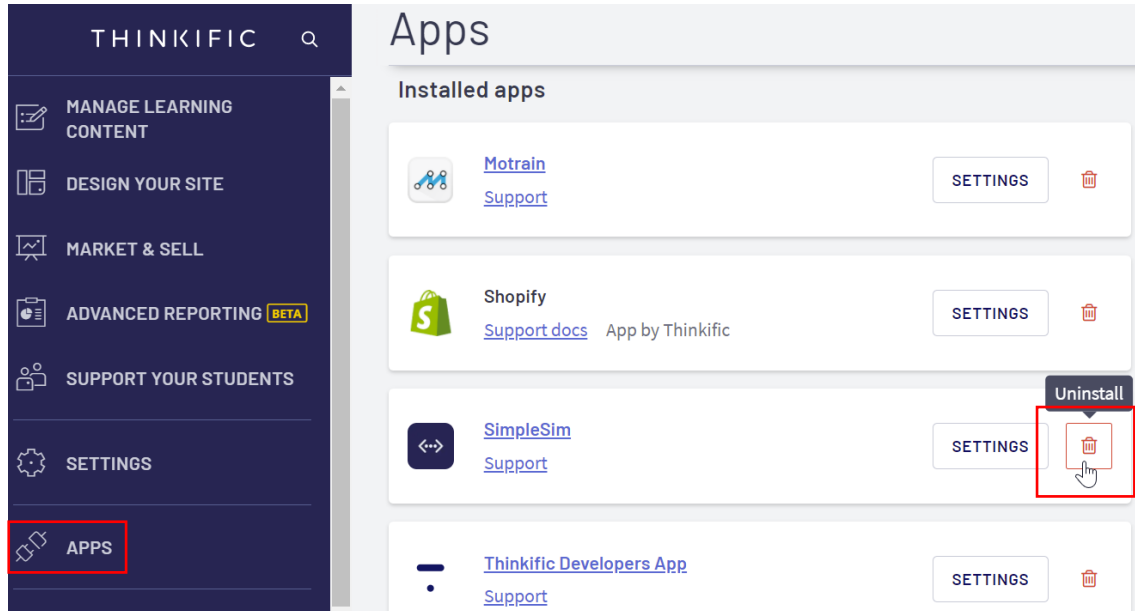 THINKIFIC
MANAGE LEARNING
CONTENT
DESIGN YOUR SITE
MARKET & SELL
ADVANCED REPORTING BETA
SUPPORT YOUR STUDENTS
SETTINGS
APPS
Apps
Installed apps
Motrain
Support
SETTINGS
Shopify
Support docs App by Thinkific
SETTINGS
Uninstall
SimpleSim
Support
SETTINGS
Thinkific Developers App
Support
SETTINGS